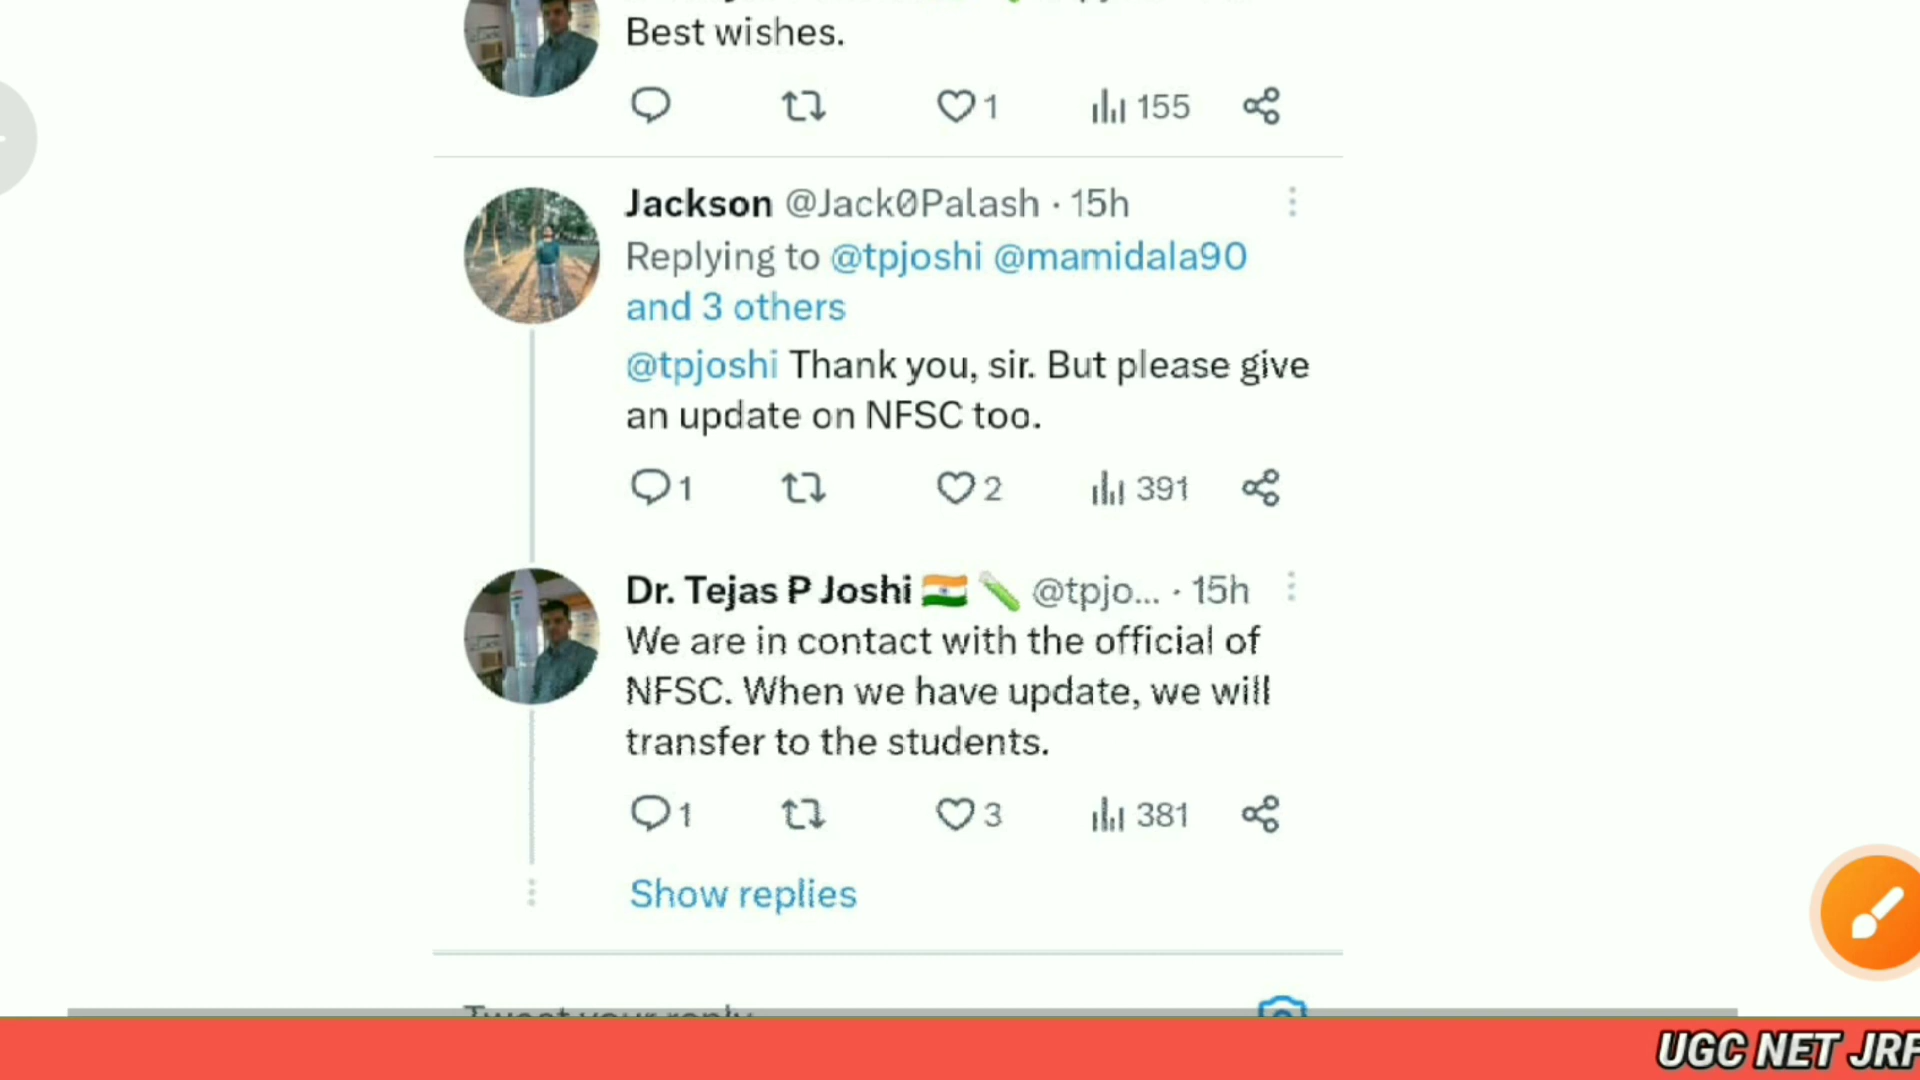 Best wishes.
1 155
Jackson @Jack0Palash · 15h
Replying to @tpjoshi @mamidala90
and 3 others
@tpjoshi Thank you, sir. But please give
an update on NFSC too.
1 2 391
Dr. Tejas P Joshi 🇮🇳 @tpjo... · 15h
We are in contact with the official of
NFSC. When we have update, we will
transfer to the students.
1 3 381
Show replies
Tweet your reply
UGC NET JRF